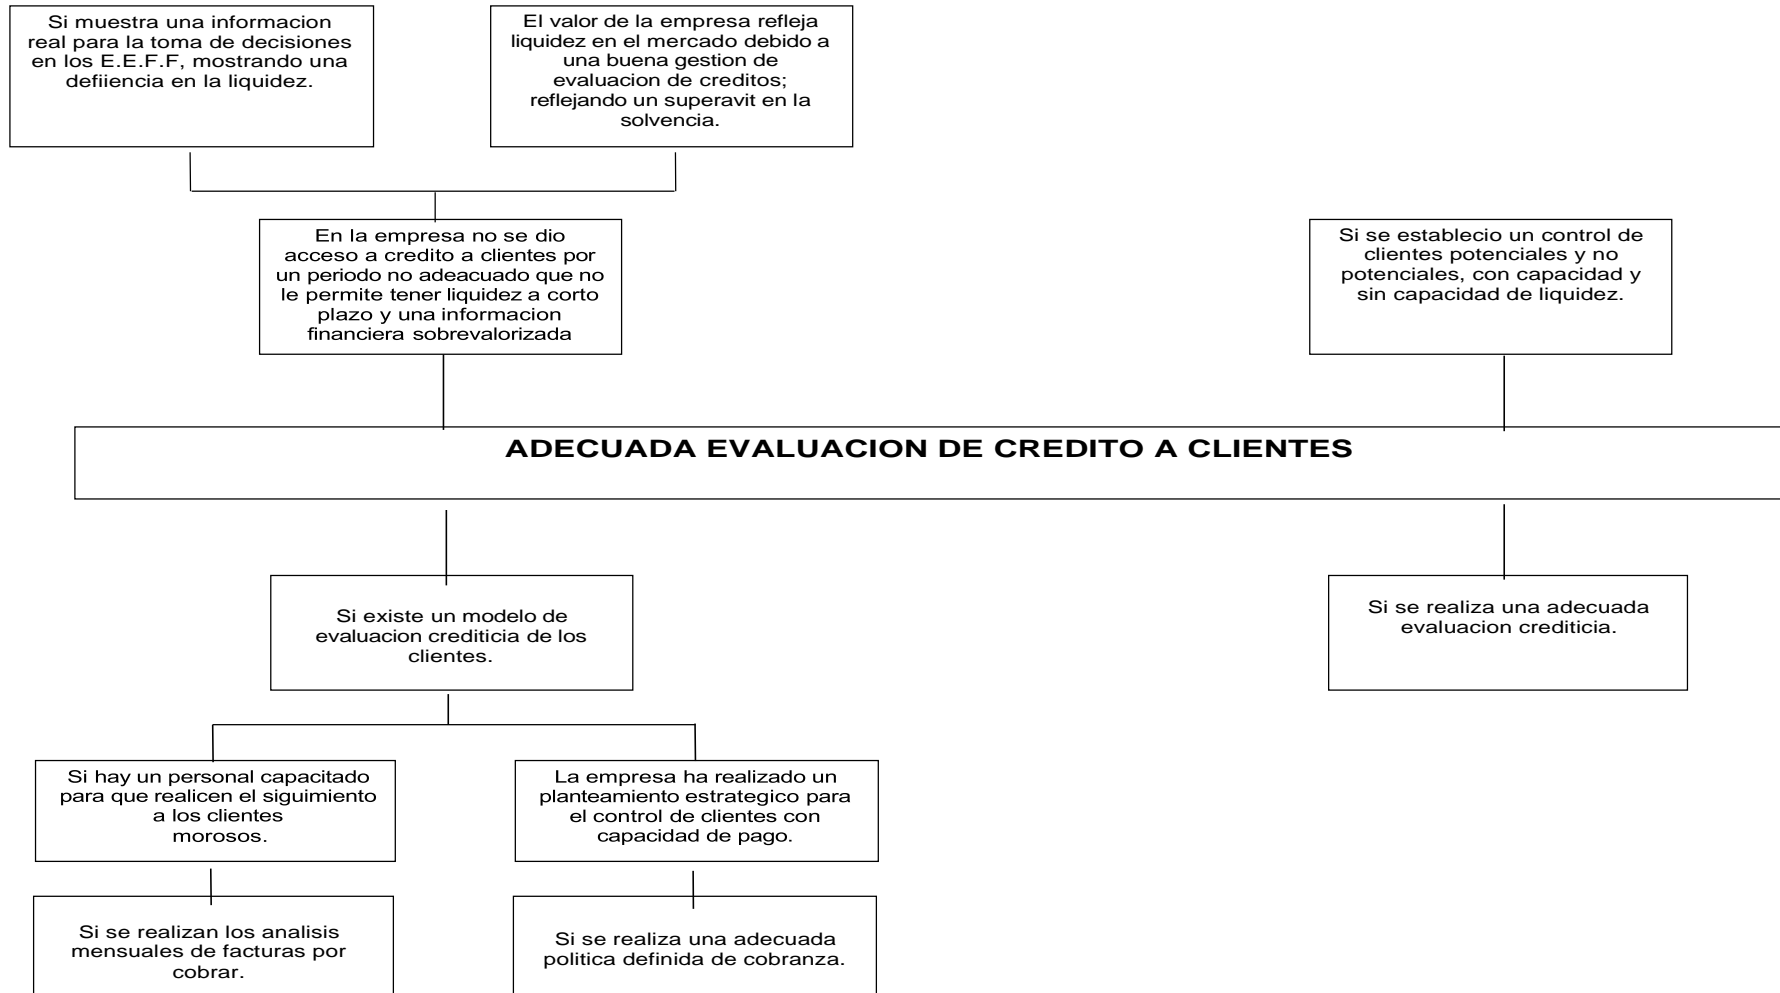 Si muestra una informacion
real para la toma de decisiones
en los E.E.F.F, mostrando una
defiiencia en la liquidez.
El valor de la empresa refleja
liquidez en el mercado debido a
una buena gestion de
evaluacion de creditos;
reflejando un superavit en la
solvencia.
En la empresa no se dio
acceso a credito a clientes por
un periodo no adeacuado que no
le permite tener liquidez a corto
plazo y una informacion
financiera sobrevalorizada
Si se establecio un control de
clientes potenciales y no
potenciales, con capacidad y
sin capacidad de liquidez.
ADECUADA EVALUACION DE CREDITO A CLIENTES
Si existe un modelo de
evaluacion crediticia de los
clientes.
Si se realiza una adecuada
evaluacion crediticia.
Si hay un personal capacitado
para que realicen el siguimiento
a los clientes
morosos.
La empresa ha realizado un
planteamiento estrategico para
el control de clientes con
capacidad de pago.
Si se realizan los analisis
mensuales de facturas por
cobrar.
Si se realiza una adecuada
politica definida de cobranza.